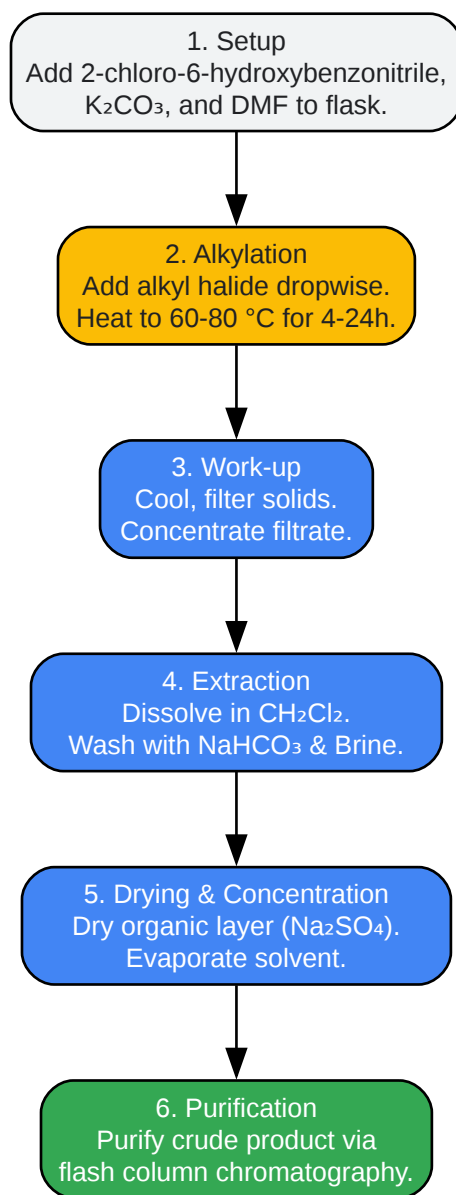 1. Setup
Add 2-chloro-6-hydroxybenzonitrile,
K₂CO₃, and DMF to flask.
2. Alkylation
Add alkyl halide dropwise.
Heat to 60-80 °C for 4-24h.
3. Work-up
Cool, filter solids.
Concentrate filtrate.
4. Extraction
Dissolve in CH₂Cl₂.
Wash with NaHCO₃ & Brine.
5. Drying & Concentration
Dry organic layer (Na₂SO₄).
Evaporate solvent.
6. Purification
Purify crude product via
flash column chromatography.